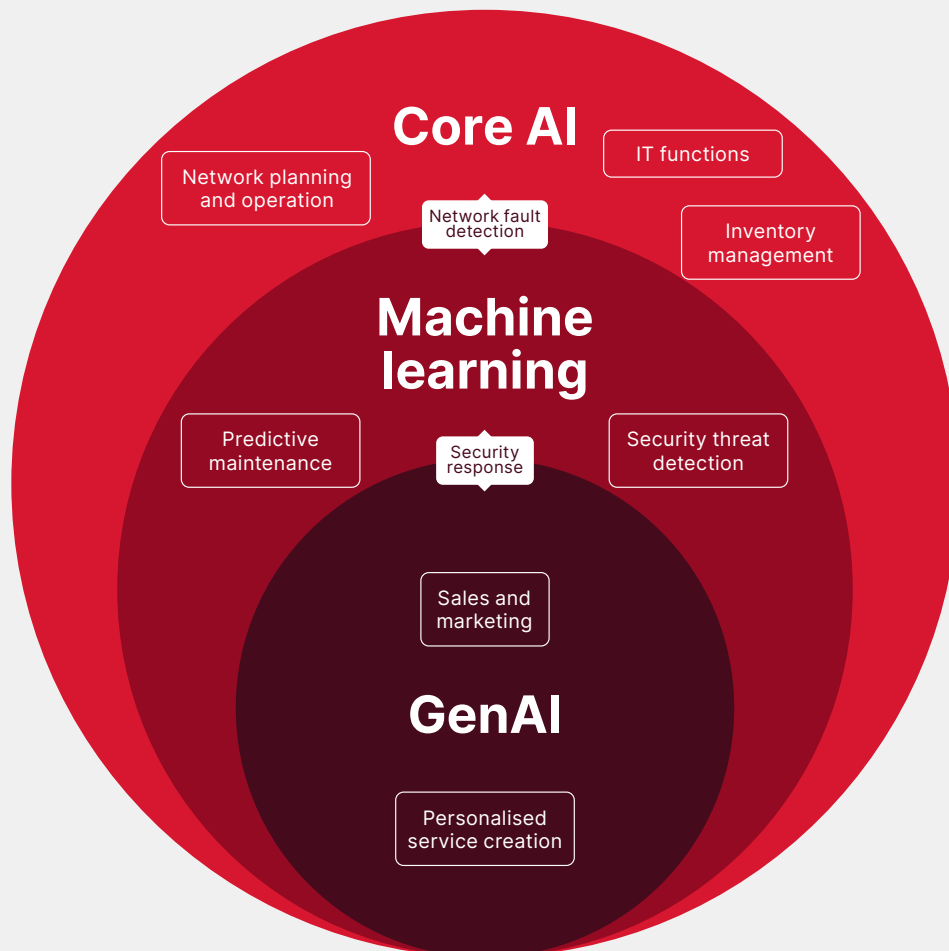 Core AI
IT functions
Network planning
and operation
Network fault
detection
Inventory
management
Machine
learning
Predictive
maintenance
Security
response
Security threat
detection
Sales and
marketing
GenAI
Personalised
service creation